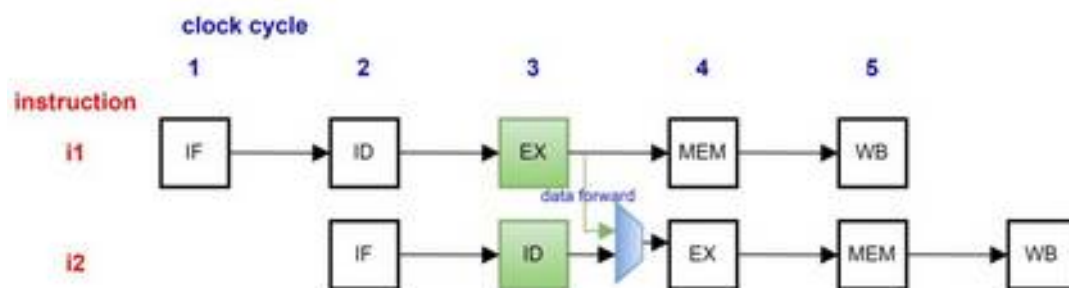 clock cycle
1 2 3 4 5
instruction
i1 IF ID EX MEM WB
data forward
i2 IF ID EX MEM WB